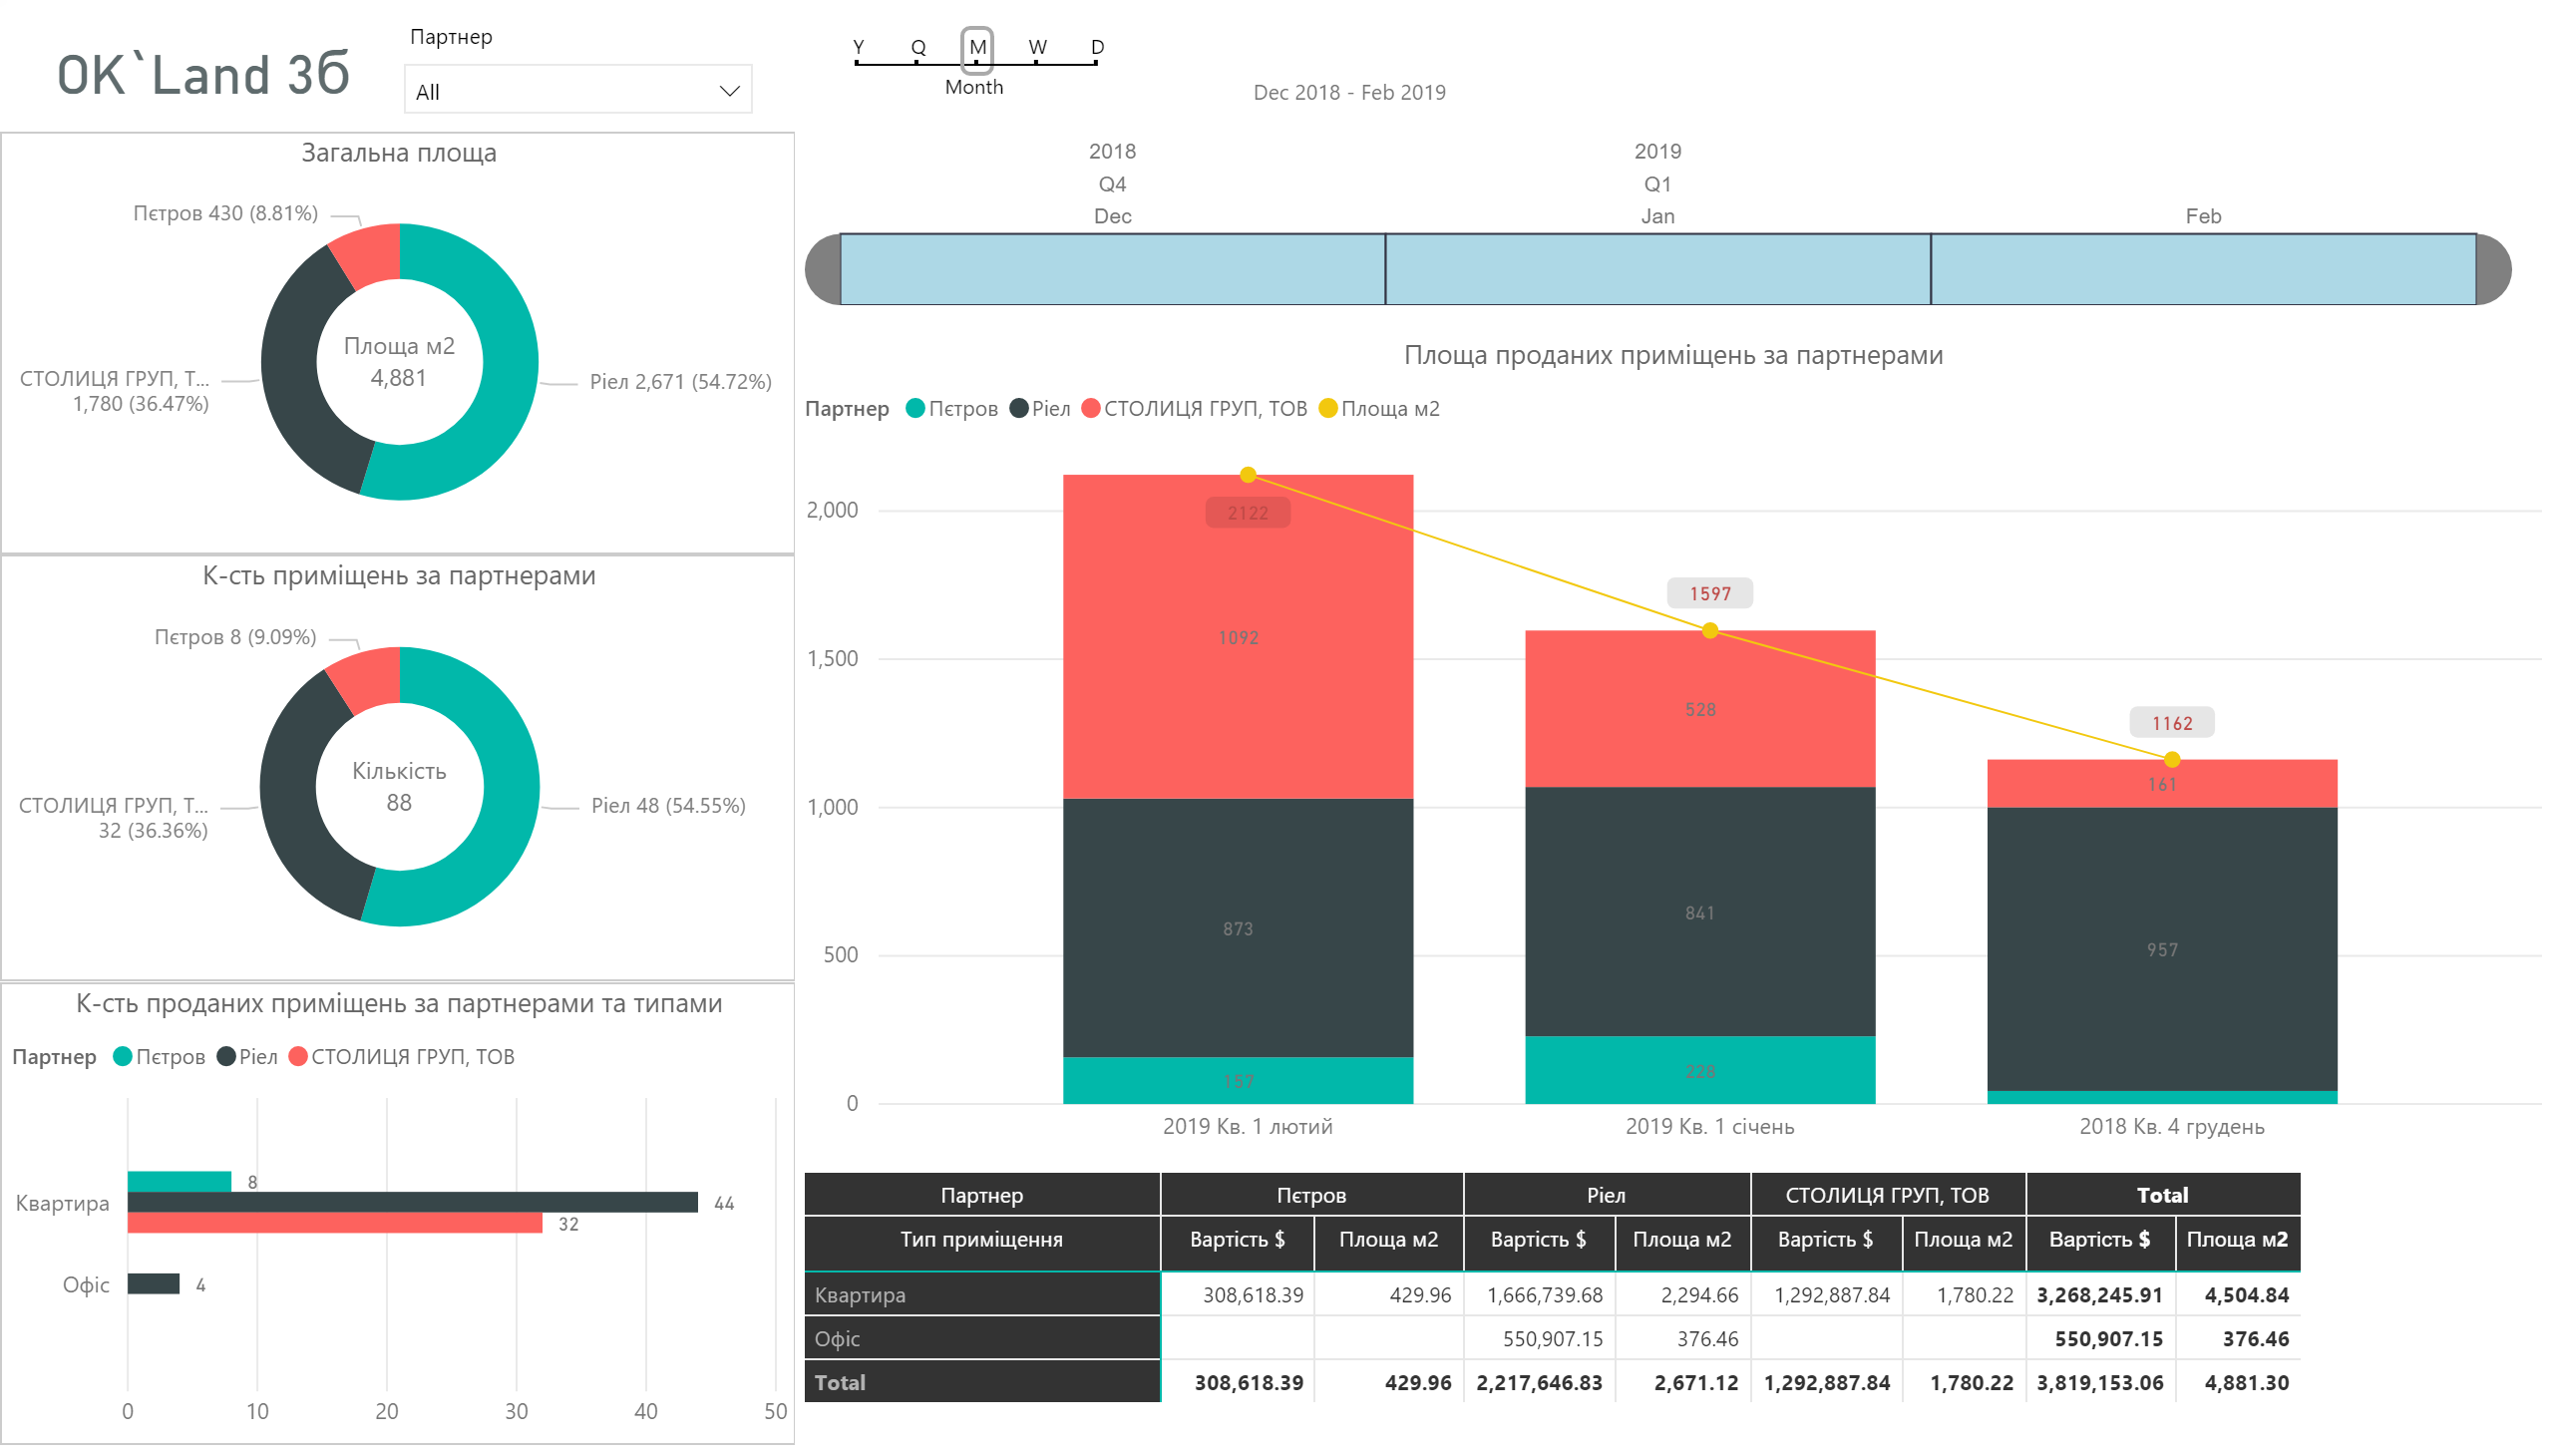 OK`Land 3б
Партнер
All
Y Q M W D
Month
Dec 2018 - Feb 2019
2018 2019
Q4 Q1
Dec Jan Feb
Загальна площа
Пєтров 430 (8.81%)
Площа м2
4,881
СТОЛИЦЯ ГРУП, Т...
1,780 (36.47%)
Ріел 2,671 (54.72%)
К-сть приміщень за партнерами
Пєтров 8 (9.09%)
Кількість
88
СТОЛИЦЯ ГРУП, Т...
32 (36.36%)
Ріел 48 (54.55%)
К-сть проданих приміщень за партнерами та типами
Партнер Пєтров Ріел СТОЛИЦЯ ГРУП, ТОВ
Квартира
8
44
32
Офіс
4
0 10 20 30 40 50
Площа проданих приміщень за партнерами
Партнер Пєтров Ріел СТОЛИЦЯ ГРУП, ТОВ Площа м2
2,000
1,500
1,000
500
0
2122
1092
873
157
1597
528
841
228
1162
161
957
2019 Кв. 1 лютий 2019 Кв. 1 січень 2018 Кв. 4 грудень
Партнер Пєтров Ріел СТОЛИЦЯ ГРУП, ТОВ Total
Тип приміщення Вартість $ Площа м2 Вартість $ Площа м2 Вартість $ Площа м2 Вартість $ Площа м2
Квартира 308,618.39 429.96 1,666,739.68 2,294.66 1,292,887.84 1,780.22 3,268,245.91 4,504.84
Офіс 550,907.15 376.46 550,907.15 376.46
Total 308,618.39 429.96 2,217,646.83 2,671.12 1,292,887.84 1,780.22 3,819,153.06 4,881.30